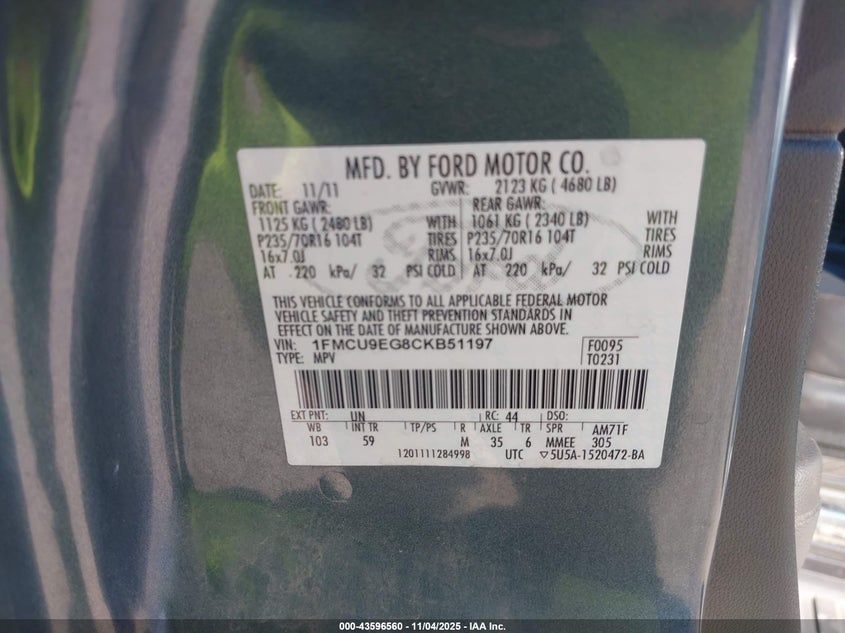 MFD. BY FORD MOTOR CO.
DATE: 11/11 GVWR: 2123 KG ( 4680 LB)
FRONT GAWR: REAR GAWR:
1125 KG ( 2480 LB) WITH 1061 KG ( 2340 LB) WITH
P235/70R16 104T TIRES P235/70R16 104T TIRES
16x7.0J RIMS 16x7.0J RIMS
AT 220 kPa/ 32 PSI COLD AT 220 kPa/ 32 PSI COLD
THIS VEHICLE CONFORMS TO ALL APPLICABLE FEDERAL MOTOR
VEHICLE SAFETY AND THEFT PREVENTION STANDARDS IN
EFFECT ON THE DATE OF MANUFACTURE SHOWN ABOVE.
VIN: 1FMCU9EG8CKB51197 F0095
TYPE: MPV T0231
EXT PNT: UN RC: 44 DSO:
WB INT TR TP/PS R AXLE TR SPR AM71F
103 59 M 35 6 MMEE 305
1201111284998 UTC ▽5U5A-1520472-BA
000-43596560 - 11/04/2025 - IAA Inc.